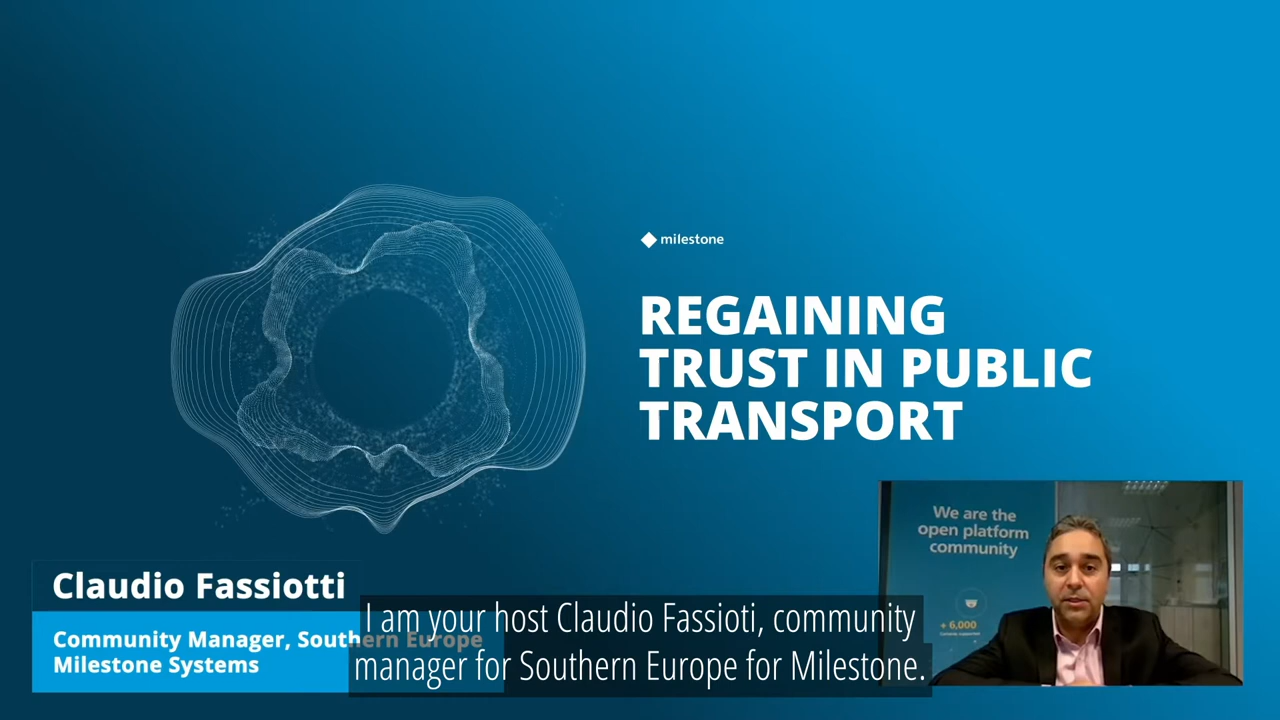 milestone
REGAINING
TRUST IN PUBLIC
TRANSPORT
We are the
open platform
community
+ 6,000
Claudio Fassiotti
Community Manager, Southern Europe
Milestone Systems
I am your host Claudio Fassioti, community
manager for Southern Europe for Milestone.